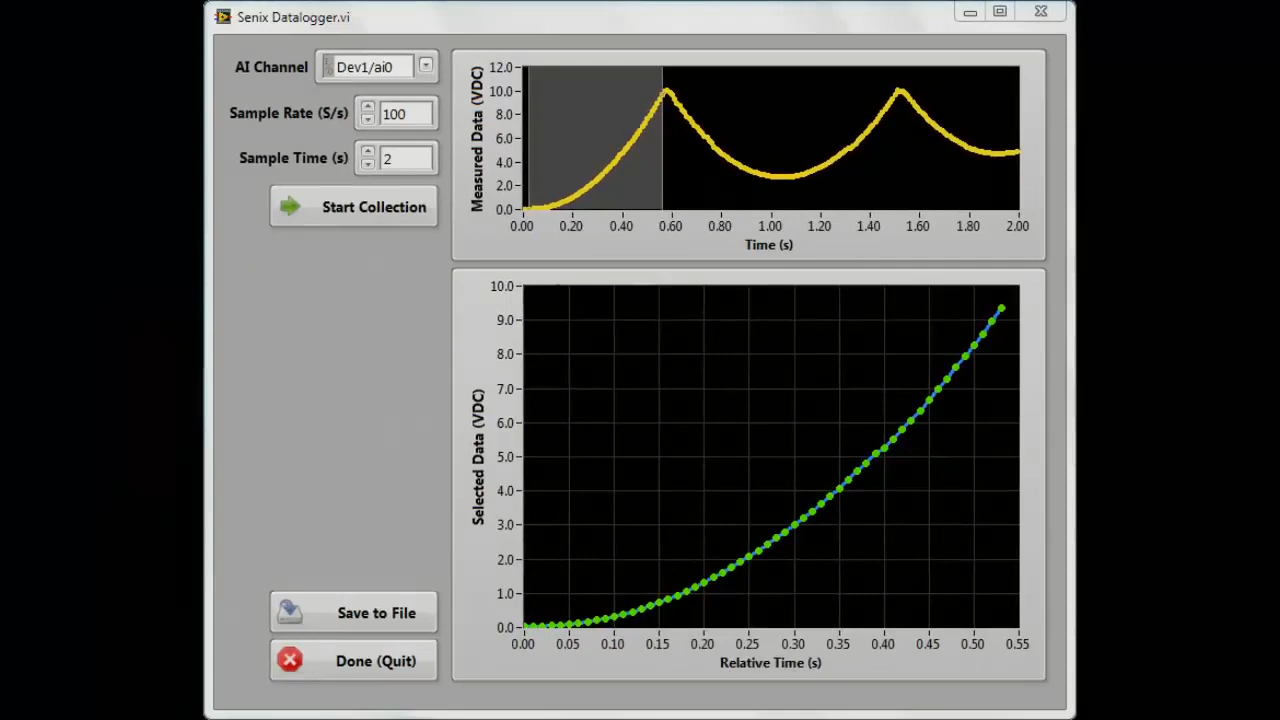 Senix Datalogger.vi
AI Channel
Dev1/ai0
Sample Rate (S/s)
100
Sample Time (s)
2
Start Collection
Measured Data (VDC)
12.0
10.0
8.0
6.0
4.0
2.0
0.0
0.00 0.20 0.40 0.60 0.80 1.00 1.20 1.40 1.60 1.80 2.00
Time (s)
Selected Data (VDC)
10.0
9.0
8.0
7.0
6.0
5.0
4.0
3.0
2.0
1.0
0.0
0.00 0.05 0.10 0.15 0.20 0.25 0.30 0.35 0.40 0.45 0.50 0.55
Relative Time (s)
Save to File
Done (Quit)